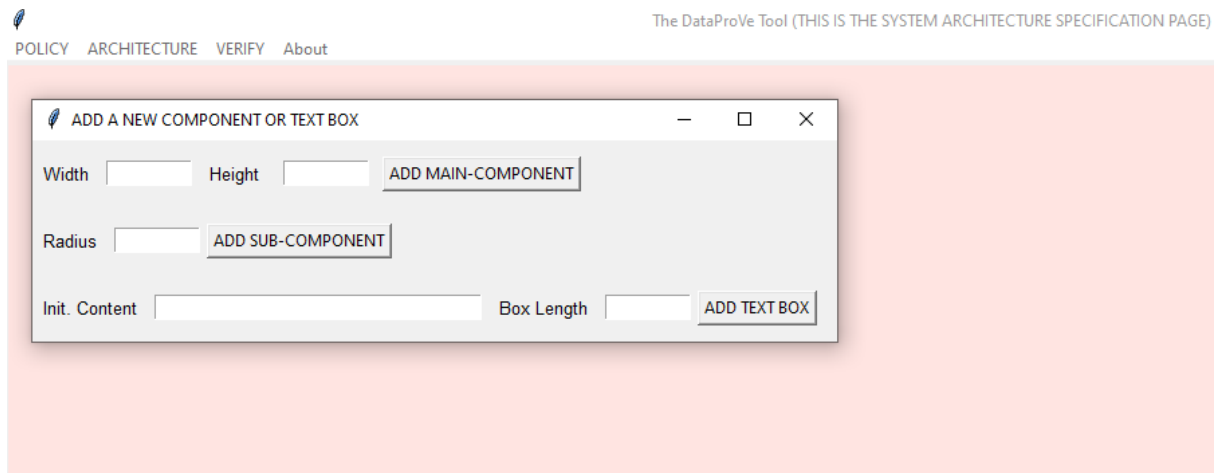 The DataProVe Tool (THIS IS THE SYSTEM ARCHITECTURE SPECIFICATION PAGE)
POLICY ARCHITECTURE VERIFY About
ADD A NEW COMPONENT OR TEXT BOX
Width Height ADD MAIN-COMPONENT
Radius ADD SUB-COMPONENT
Init. Content Box Length ADD TEXT BOX